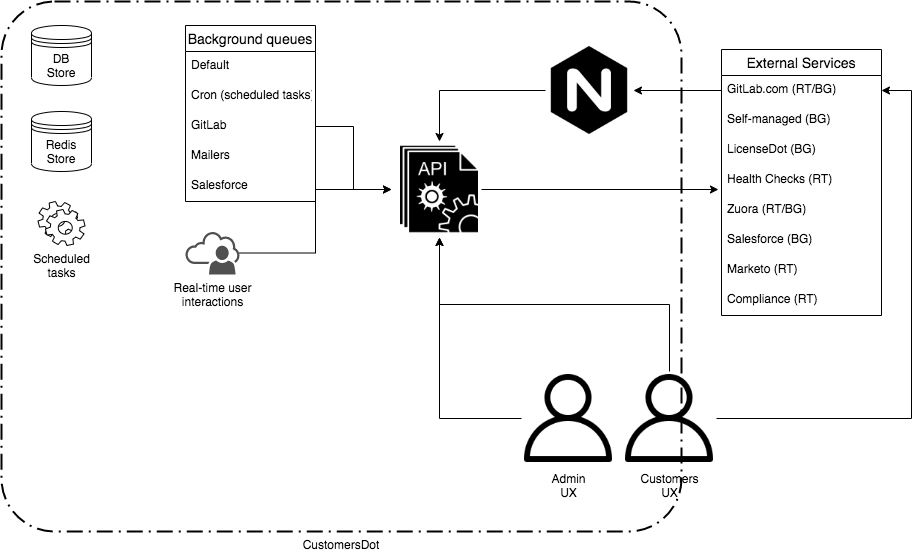 DB
Store
Redis
Store
Scheduled
tasks
Background queues
Default
Cron (scheduled tasks)
GitLab
Mailers
Salesforce
Real-time user
interactions
API
N
External Services
GitLab.com (RT/BG)
Self-managed (BG)
LicenseDot (BG)
Health Checks (RT)
Zuora (RT/BG)
Salesforce (BG)
Marketo (RT)
Compliance (RT)
Admin
UX
Customers
UX
CustomersDot